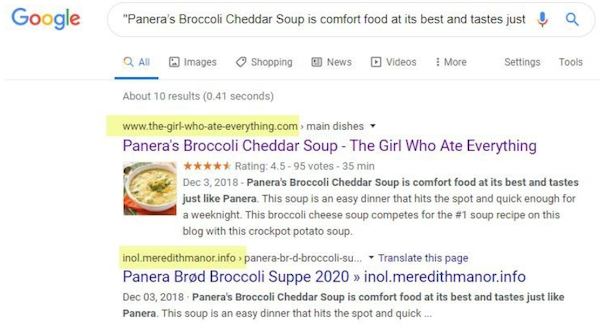 Google
"Panera's Broccoli Cheddar Soup is comfort food at its best and tastes just
All Images Shopping News Videos More Settings Tools
About 10 results (0.41 seconds)
www.the-girl-who-ate-everything.com › main dishes
Panera's Broccoli Cheddar Soup - The Girl Who Ate Everything
Rating: 4.5 - 95 votes - 35 min
Dec 3, 2018 - Panera's Broccoli Cheddar Soup is comfort food at its best and tastes
just like Panera. This soup is an easy dinner that hits the spot and quick enough for
a weeknight. This broccoli cheese soup competes for the #1 soup recipe on this
blog with this crockpot potato soup.
inol.meredithmanor.info › panera-br-d-broccoli-su... Translate this page
Panera Brød Broccoli Suppe 2020 » inol.meredithmanor.info
Dec 03, 2018 · Panera's Broccoli Cheddar Soup is comfort food at its best and tastes just like
Panera. This soup is an easy dinner that hits the spot and quick ...